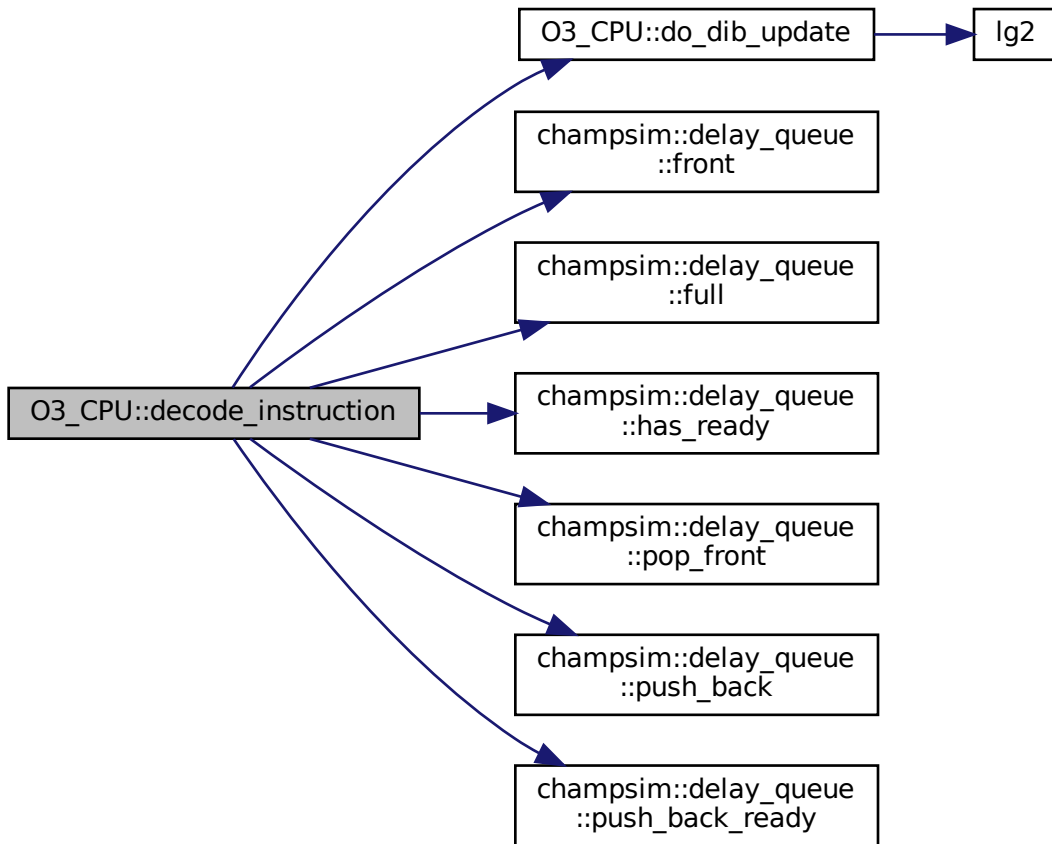 O3_CPU::do_dib_update
lg2
champsim::delay_queue
::front
champsim::delay_queue
::full
O3_CPU::decode_instruction
champsim::delay_queue
::has_ready
champsim::delay_queue
::pop_front
champsim::delay_queue
::push_back
champsim::delay_queue
::push_back_ready